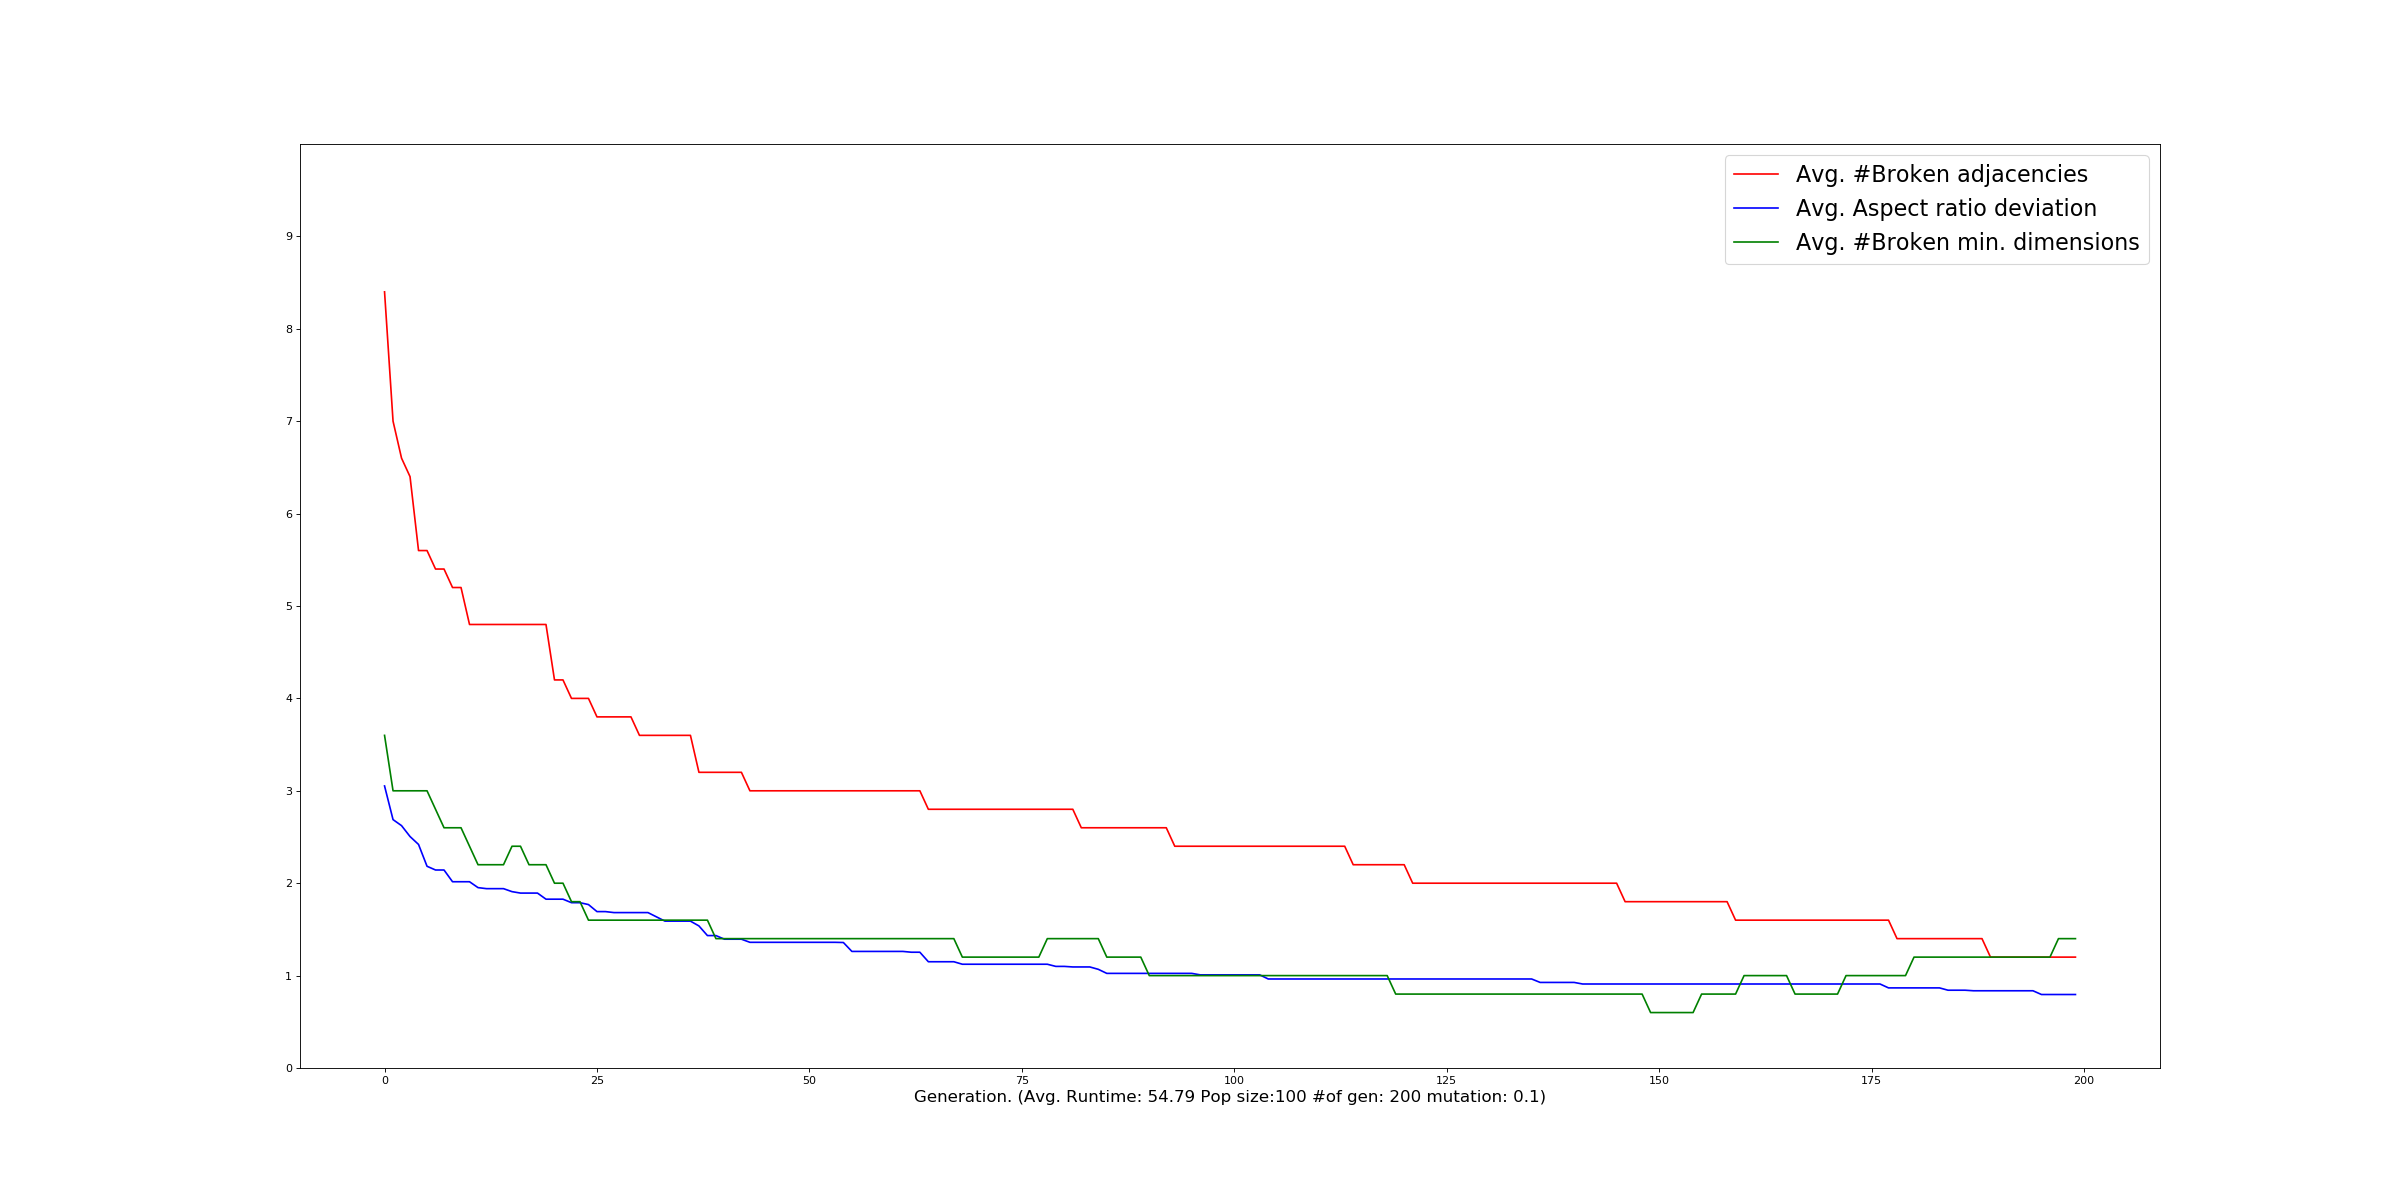 Avg. #Broken adjacencies
Avg. Aspect ratio deviation
Avg. #Broken min. dimensions
9
8
7
6
5
4
3
2
1
0
0 25 50 75 100 125 150 175 200
Generation. (Avg. Runtime: 54.79 Pop size:100 #of gen: 200 mutation: 0.1)